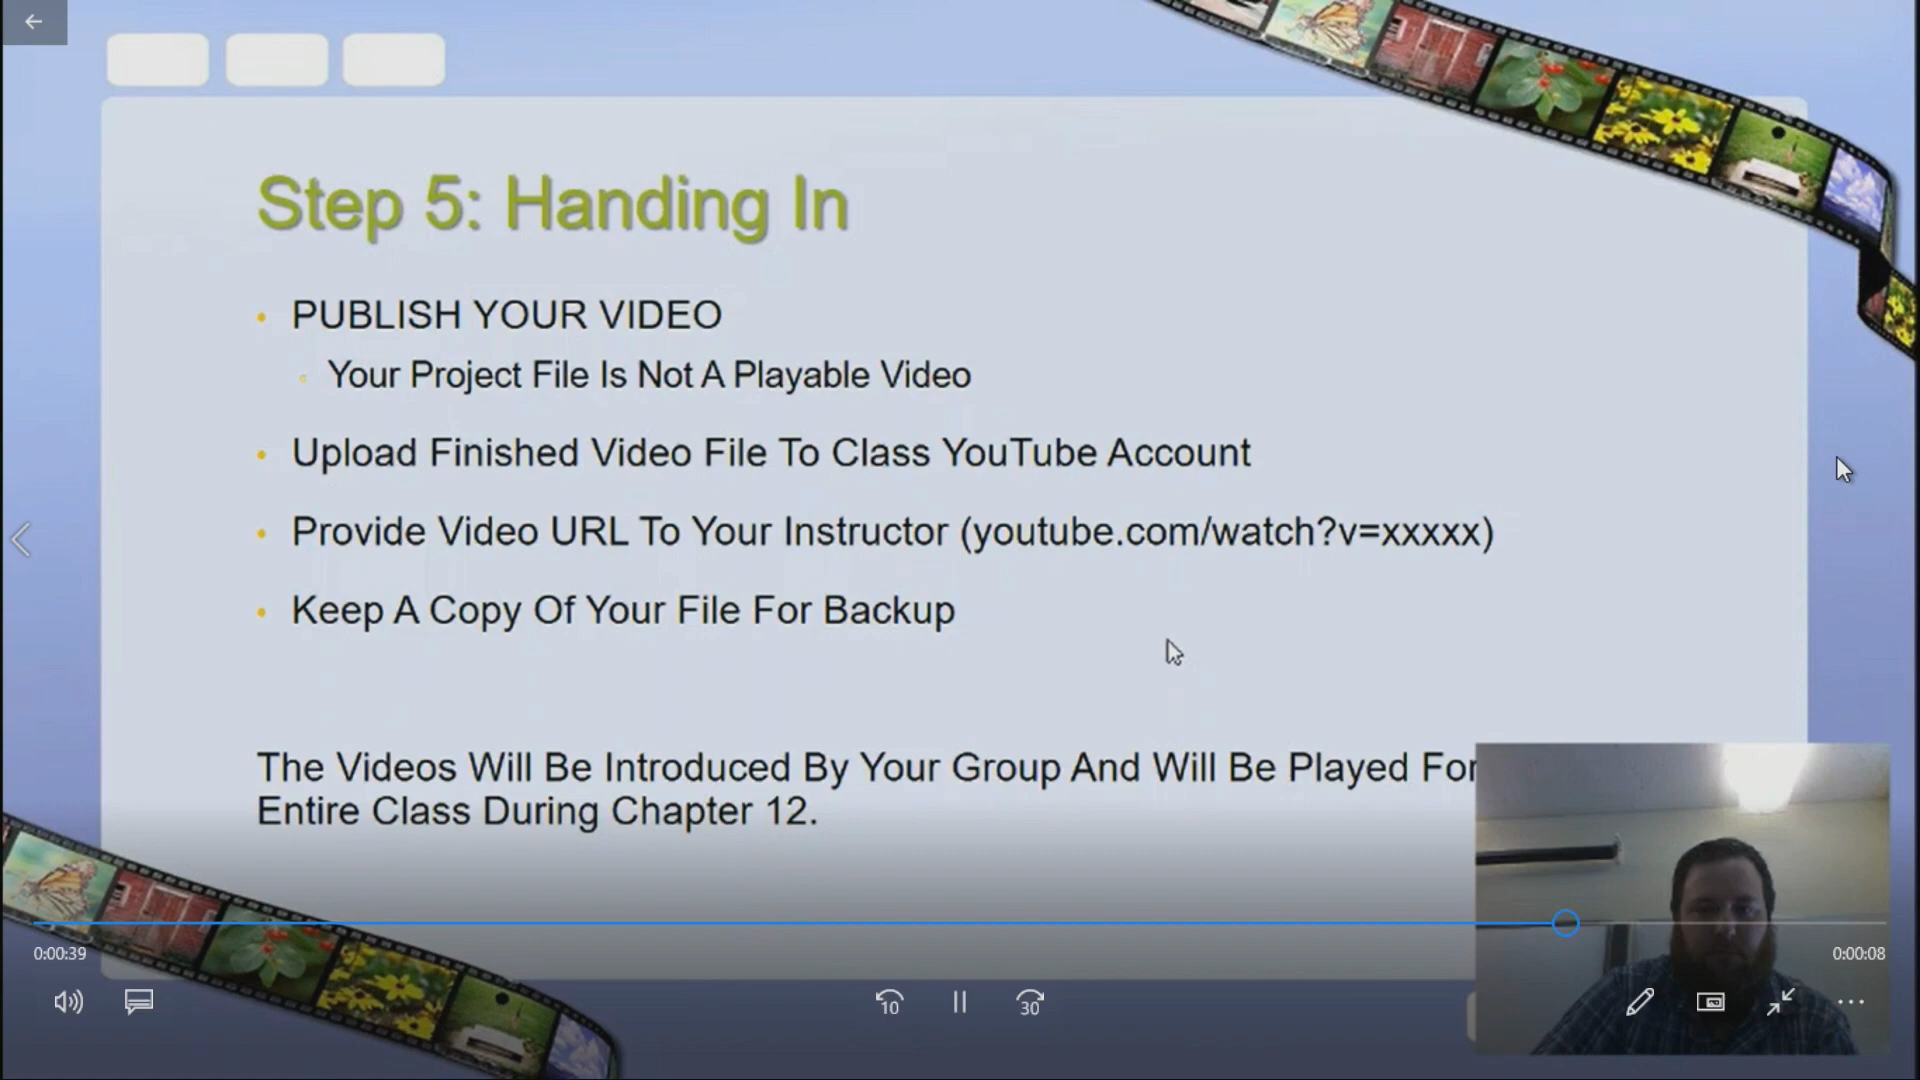 Step 5: Handing In
PUBLISH YOUR VIDEO
Your Project File Is Not A Playable Video
Upload Finished Video File To Class YouTube Account
Provide Video URL To Your Instructor (youtube.com/watch?v=xxxxx)
Keep A Copy Of Your File For Backup
The Videos Will Be Introduced By Your Group And Will Be Played For
Entire Class During Chapter 12.
0:00:39
0:00:08
10
30